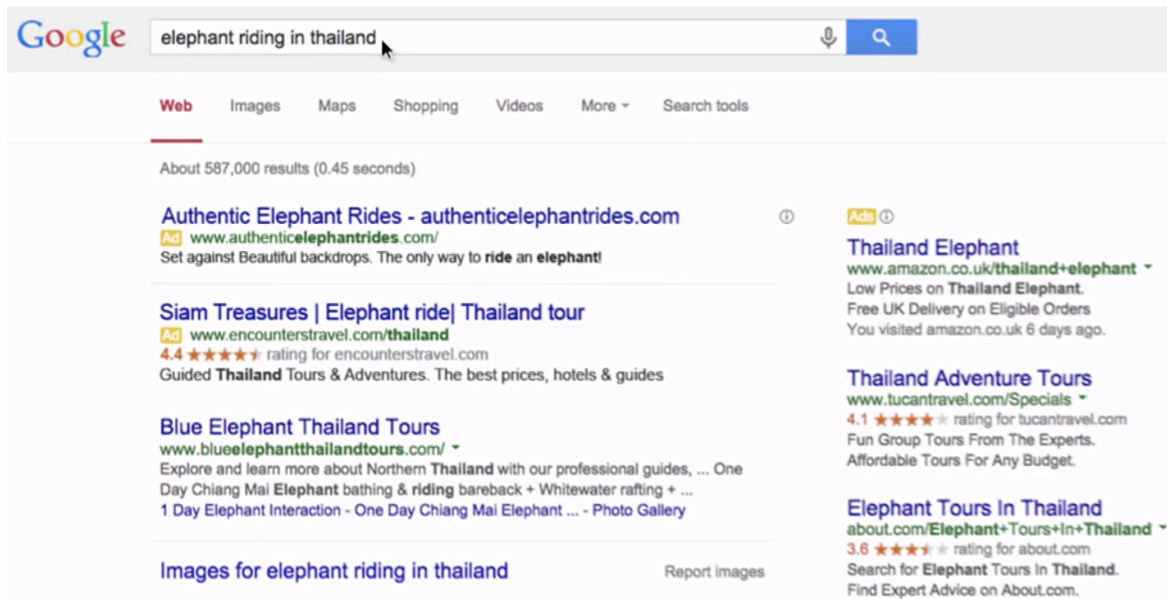 Google
elephant riding in thailand
Web Images Maps Shopping Videos More Search tools
About 587,000 results (0.45 seconds)
Authentic Elephant Rides - authenticelephantrides.com
Ad www.authenticelephantrides.com/
Set against Beautiful backdrops. The only way to ride an elephant!
Siam Treasures | Elephant ride| Thailand tour
Ad www.encounterstravel.com/thailand
4.4 rating for encounterstravel.com
Guided Thailand Tours & Adventures. The best prices, hotels & guides
Blue Elephant Thailand Tours
www.blueelephantthailandtours.com/
Explore and learn more about Northern Thailand with our professional guides, ... One
Day Chiang Mai Elephant bathing & riding bareback + Whitewater rafting + ...
1 Day Elephant Interaction - One Day Chiang Mai Elephant ... - Photo Gallery
Images for elephant riding in thailand
Report images
Ads
Thailand Elephant
www.amazon.co.uk/thailand+elephant
Low Prices on Thailand Elephant.
Free UK Delivery on Eligible Orders
You visited amazon.co.uk 6 days ago.
Thailand Adventure Tours
www.tucantravel.com/Specials
4.1 rating for tucantravel.com
Fun Group Tours From The Experts.
Affordable Tours For Any Budget.
Elephant Tours In Thailand
about.com/Elephant+Tours+In+Thailand
3.6 rating for about.com
Search for Elephant Tours In Thailand.
Find Expert Advice on About.com.